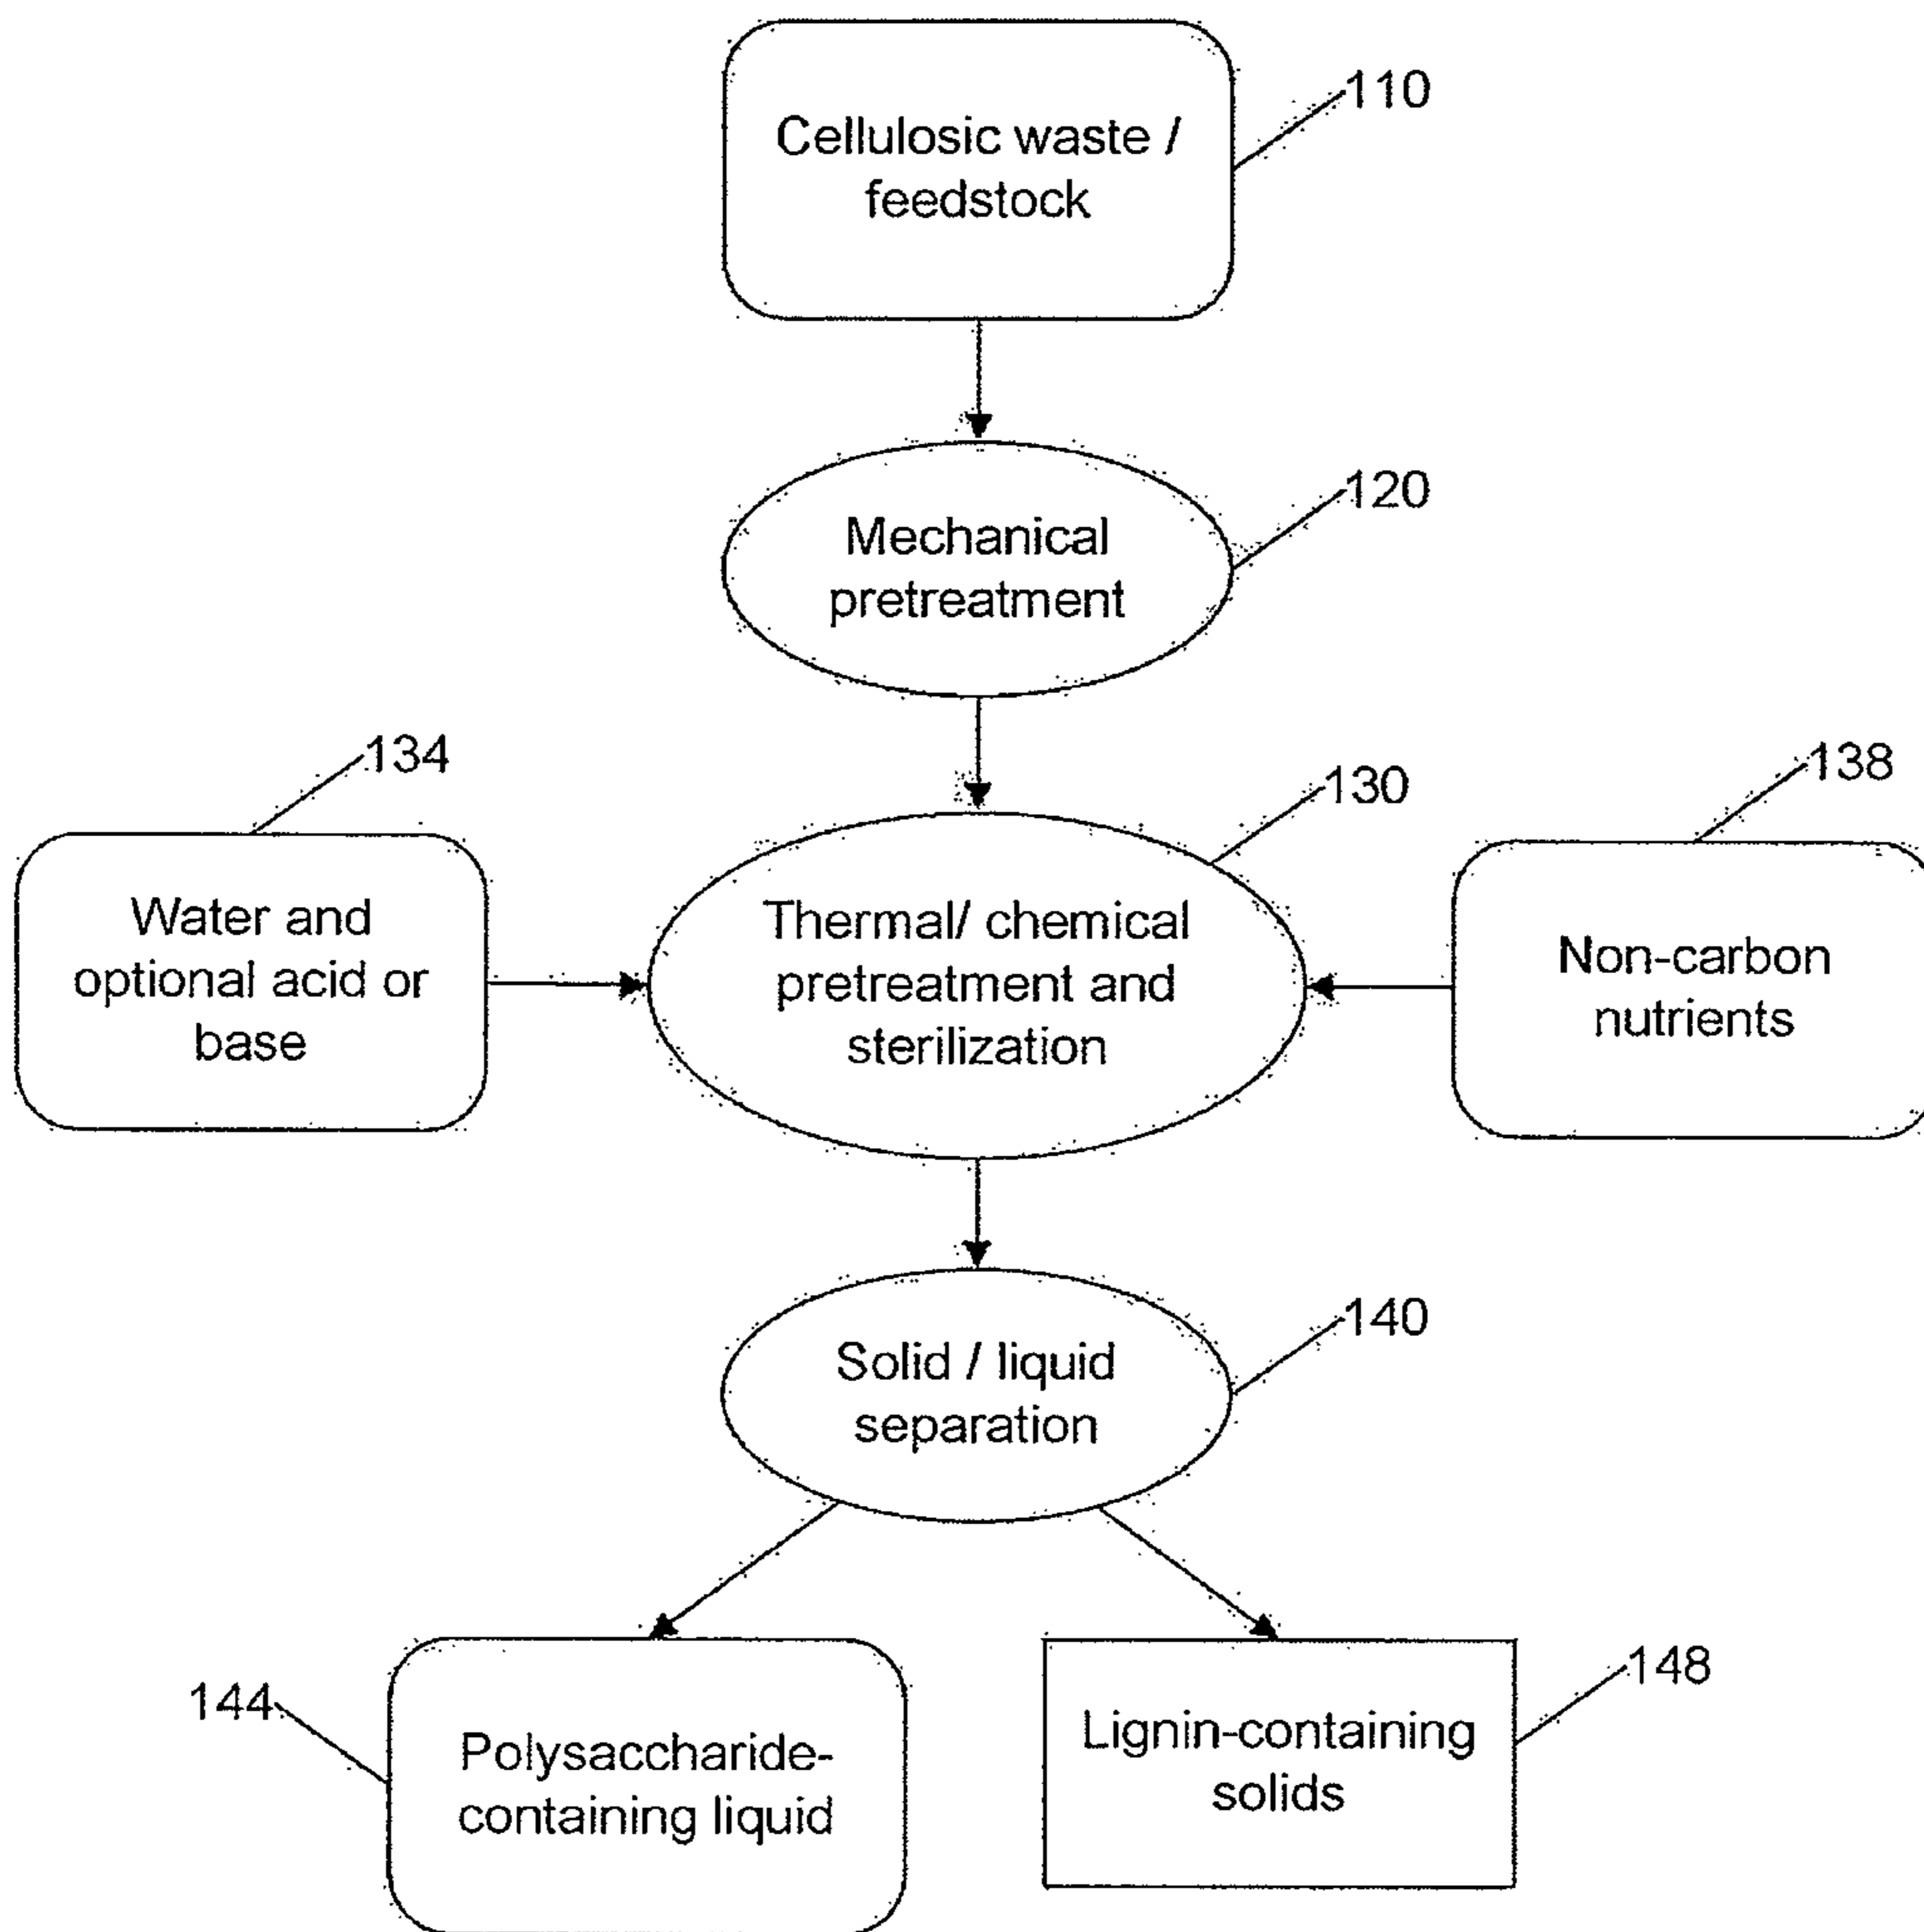 110
Cellulosic waste /
feedstock
120
Mechanical
pretreatment
134
130
138
Water and
optional acid or
base
Thermal/ chemical
pretreatment and
sterilization
Non-carbon
nutrients
140
Solid / liquid
separation
144
148
Polysaccharide-
containing liquid
Lignin-containing
solids